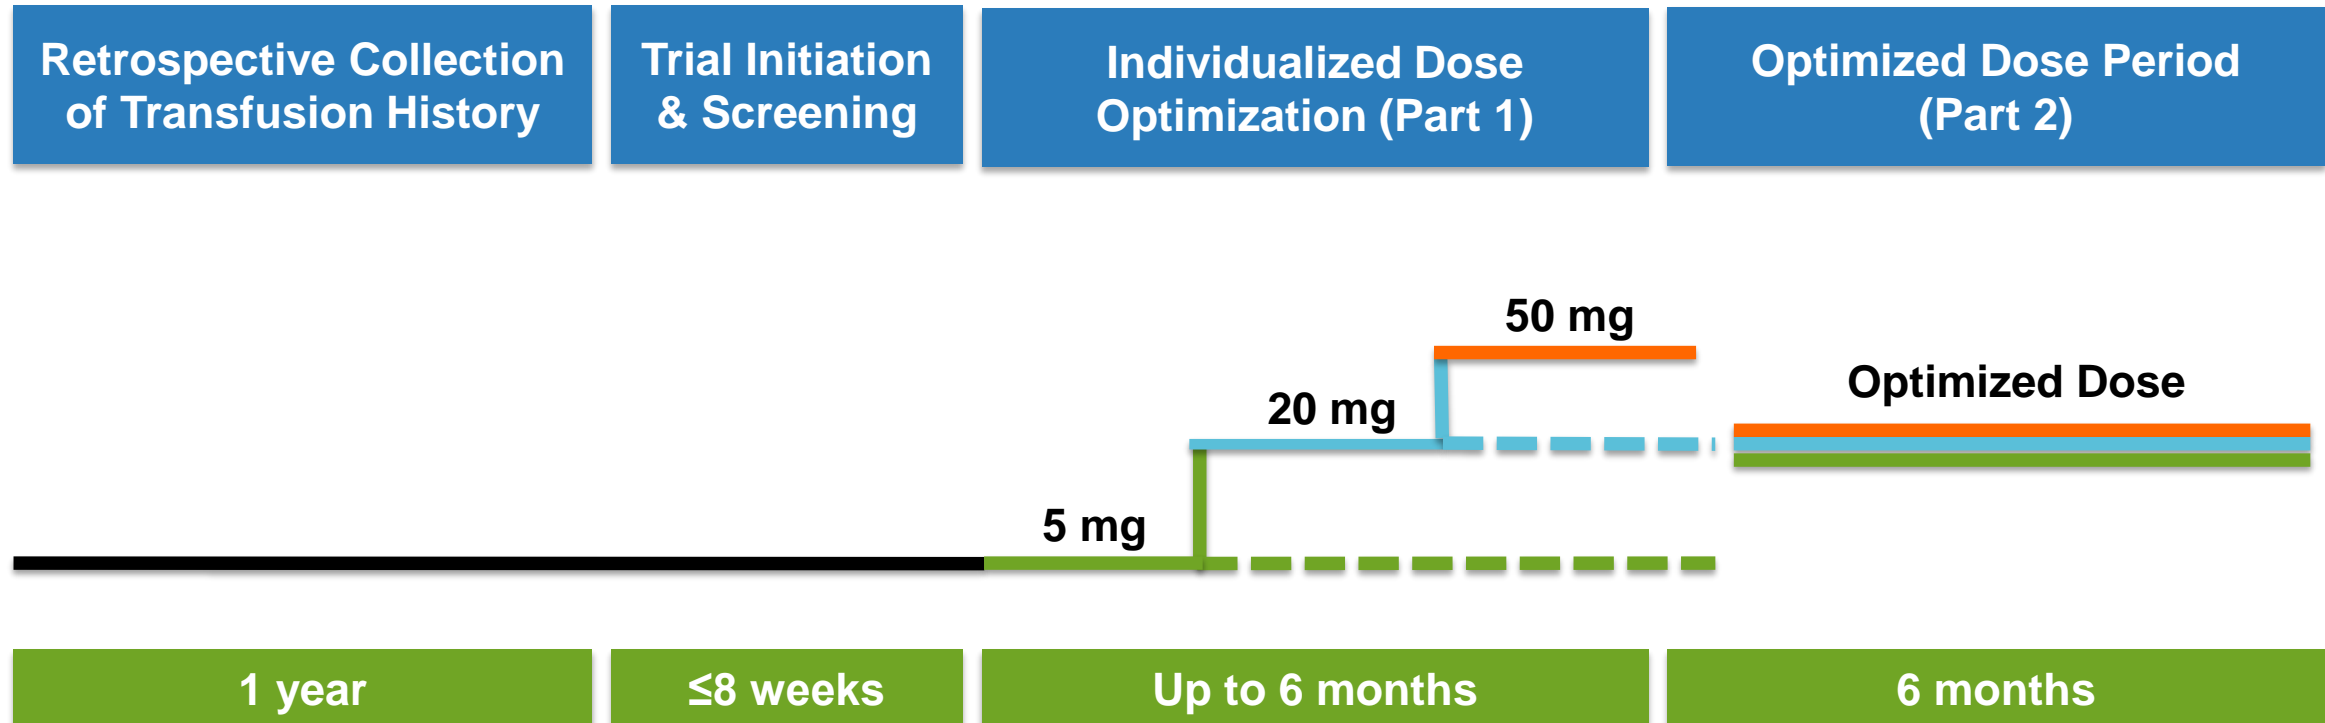 Retrospective Collection
of Transfusion History
Trial Initiation
& Screening
Individualized Dose
Optimization (Part 1)
Optimized Dose Period
(Part 2)
50 mg
Optimized Dose
20 mg
5 mg
1 year
≤8 weeks
Up to 6 months
6 months